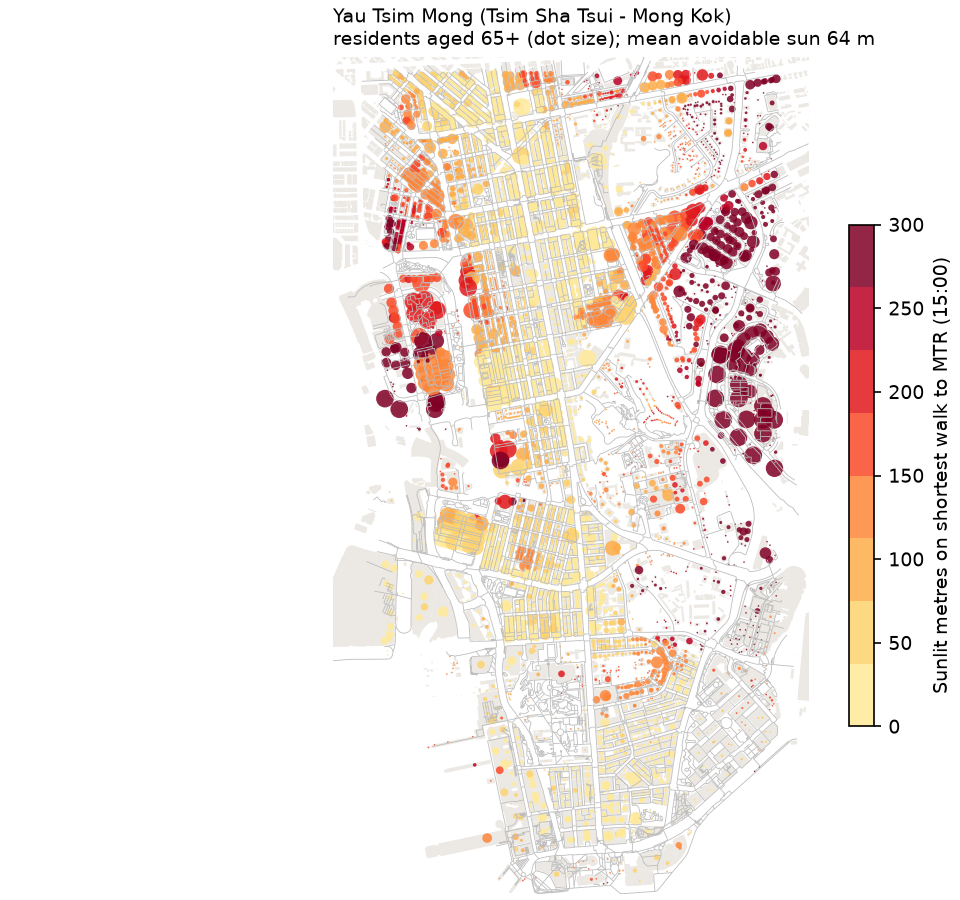 Yau Tsim Mong (Tsim Sha Tsui - Mong Kok)
residents aged 65+ (dot size); mean avoidable sun 64 m
300
250
200
150
100
50
0
Sunlit metres on shortest walk to MTR (15:00)